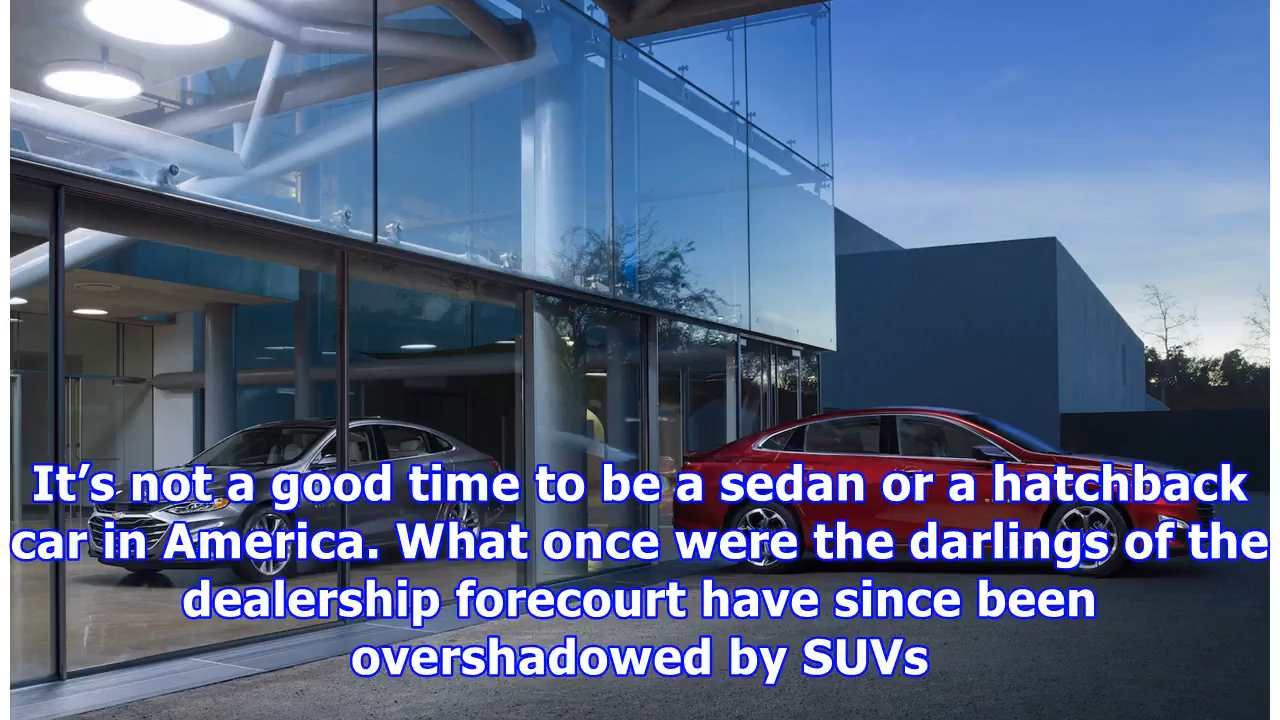 It’s not a good time to be a sedan or a hatchback
car in America. What once were the darlings of the
dealership forecourt have since been
overshadowed by SUVs